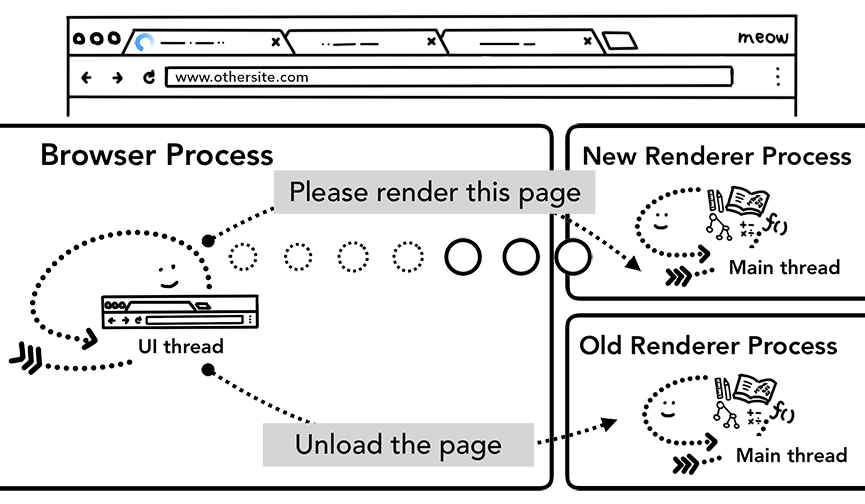 meow
www.othersite.com
Browser Process
New Renderer Process
Please render this page
f()
Main thread
UI thread
Old Renderer Process
f()
Unload the page
Main thread